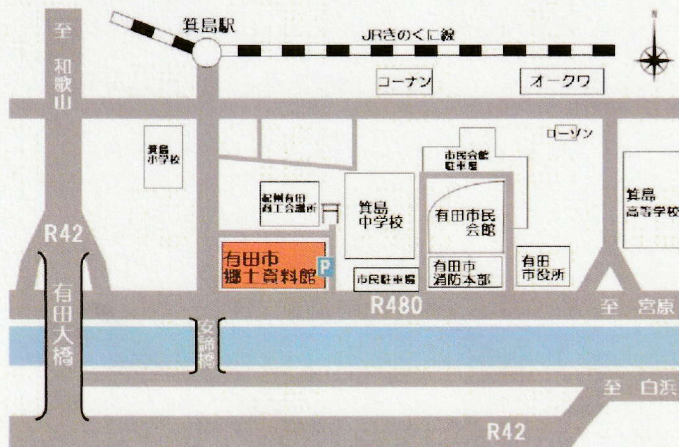 箕島駅
JRきのくに線
N
至
和歌山
コーナン
オークワ
箕島
小学校
市民会館
駐車場
ローソン
紀州有田
商工会議所
箕島
中学校
有田市民
会館
箕島
高等学校
R42
有田市
郷土資料館
P
市民駐車場
有田市
消防本部
有田
市役所
有田大橋
安諦橋
R480
至 宮原
至 白浜
R42